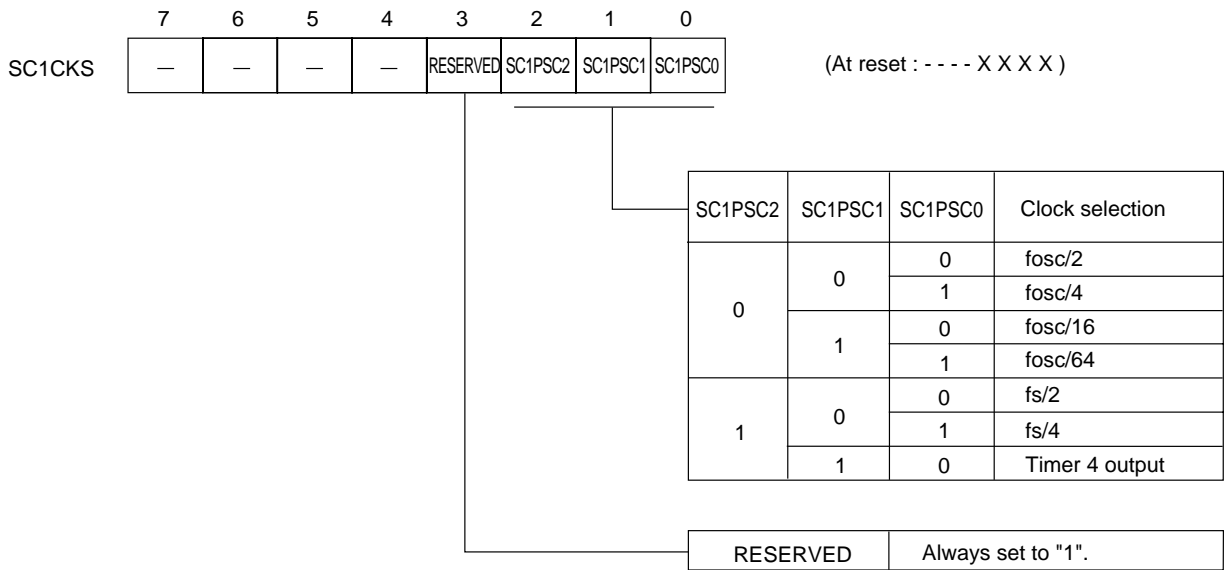 7 6 5 4 3 2 1 0
SC1CKS — — — — RESERVED SC1PSC2 SC1PSC1 SC1PSC0 (At reset : - - - - X X X X )
SC1PSC2 SC1PSC1 SC1PSC0 Clock selection
0 0 0 fosc/2
1 fosc/4
1 0 fosc/16
1 fosc/64
1 0 0 fs/2
1 fs/4
1 0 Timer 4 output
RESERVED Always set to "1".